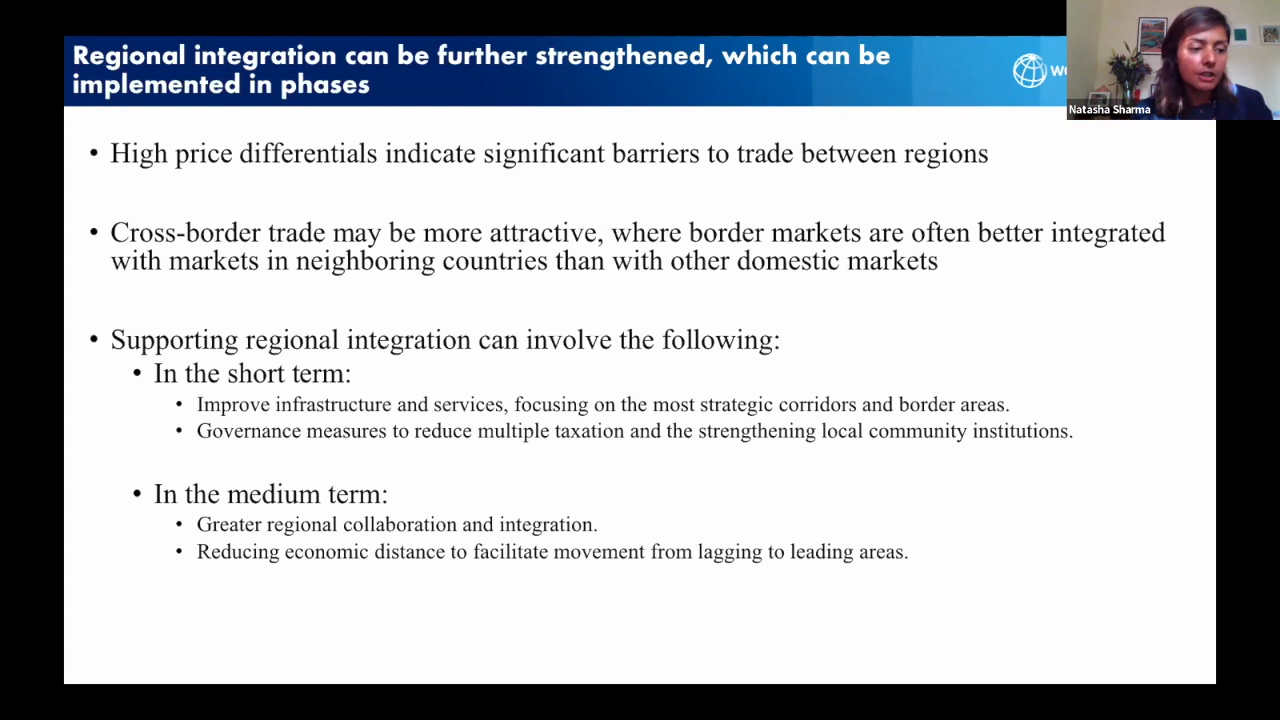 Regional integration can be further strengthened, which can be
implemented in phases
Natasha Sharma
• High price differentials indicate significant barriers to trade between regions
• Cross-border trade may be more attractive, where border markets are often better integrated
with markets in neighboring countries than with other domestic markets
• Supporting regional integration can involve the following:
• In the short term:
• Improve infrastructure and services, focusing on the most strategic corridors and border areas.
• Governance measures to reduce multiple taxation and the strengthening local community institutions.
• In the medium term:
• Greater regional collaboration and integration.
• Reducing economic distance to facilitate movement from lagging to leading areas.